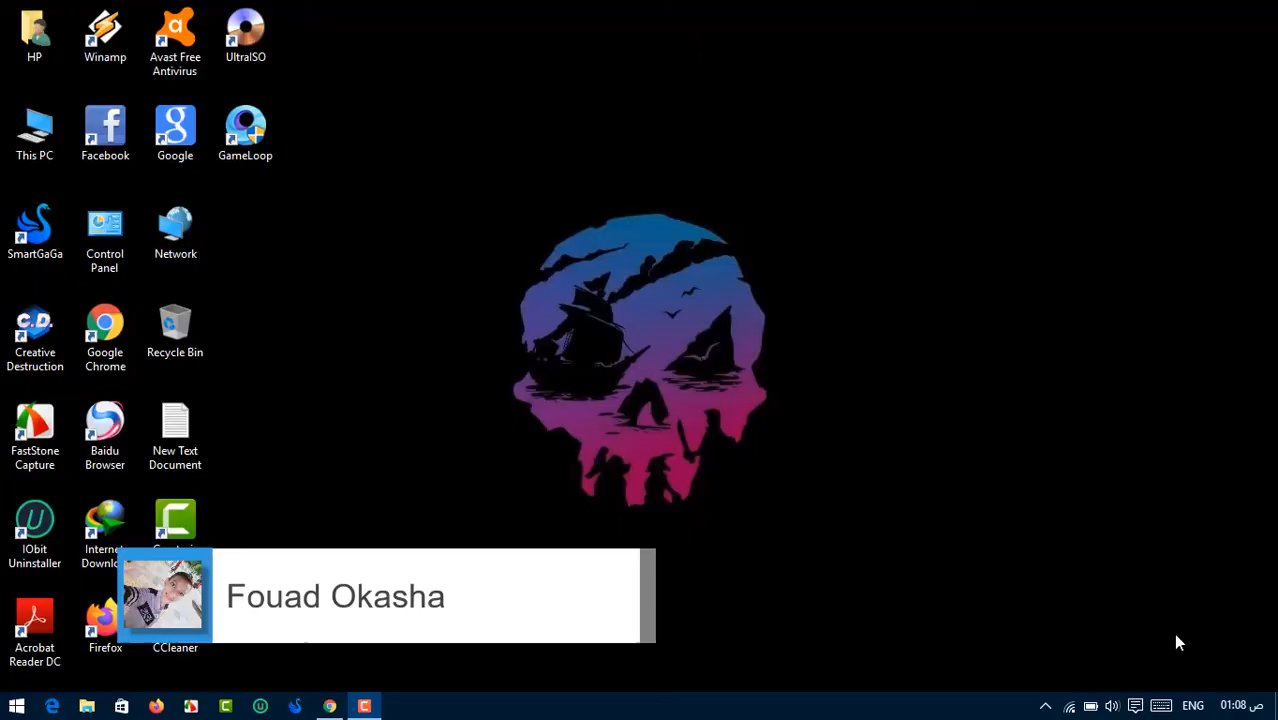 HP
Winamp
Avast Free
Antivirus
UltraISO
This PC
Facebook
Google
GameLoop
SmartGaGa
Control
Panel
Network
Creative
Destruction
Google
Chrome
Recycle Bin
FastStone
Capture
Baidu
Browser
New Text
Document
IObit
Uninstaller
Internet
Acrobat
Reader DC
Firefox
CCleaner
Fouad Okasha
ENG
01:08 ص